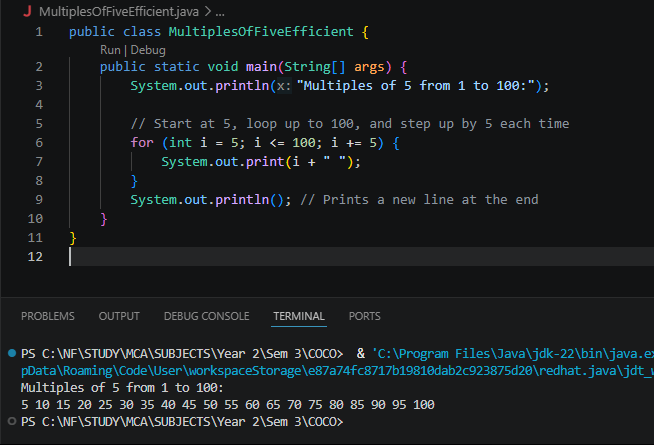 J MultiplesOfFiveEfficient.java > ...
1 public class MultiplesOfFiveEfficient {
Run | Debug
2 public static void main(String[] args) {
3 System.out.println(x: "Multiples of 5 from 1 to 100:");
4
5 // Start at 5, loop up to 100, and step up by 5 each time
6 for (int i = 5; i <= 100; i += 5) {
7 System.out.print(i + " ");
8 }
9 System.out.println(); // Prints a new line at the end
10 }
11 }
12
PROBLEMS OUTPUT DEBUG CONSOLE TERMINAL PORTS
PS C:\NF\STUDY\MCA\SUBJECTS\Year 2\Sem 3\COCO> & 'C:\Program Files\Java\jdk-22\bin\java.ex
pData\Roaming\Code\User\workspaceStorage\e87a74fc8717b19810dab2c923875d20\redhat.java\jdt_w
Multiples of 5 from 1 to 100:
5 10 15 20 25 30 35 40 45 50 55 60 65 70 75 80 85 90 95 100
PS C:\NF\STUDY\MCA\SUBJECTS\Year 2\Sem 3\COCO>